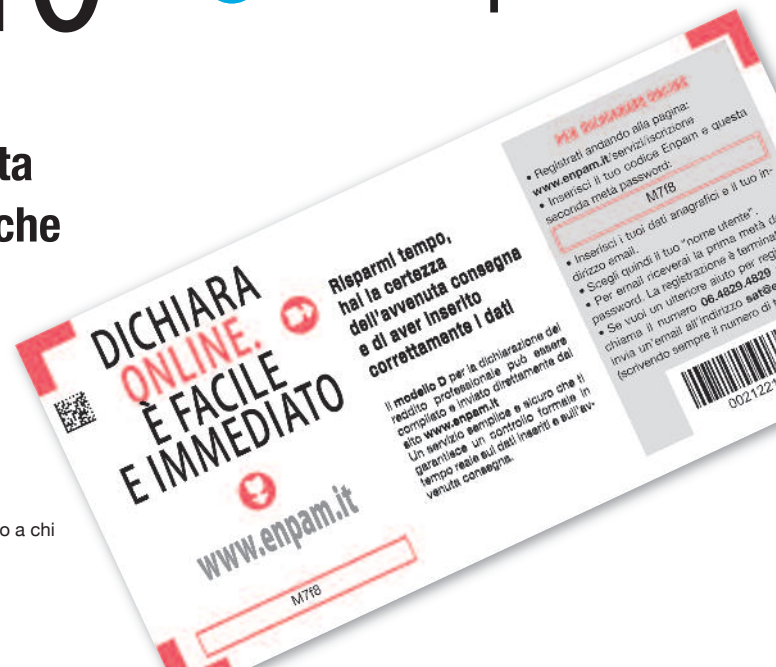 ta
che
o a chi
DICHIARA
ONLINE.
È FACILE
E IMMEDIATO
www.enpam.it
M7f8
Risparmi tempo,
hai la certezza
dell'avvenuta consegna
e di aver inserito
correttamente i dati
Il modello D per la dichiarazione del
reddito professionale può essere
compilato e inviato direttamente dal
sito www.enpam.it
Un servizio semplice e sicuro che ti
garantisce un controllo formale in
tempo reale sui dati inseriti e sull'av-
venuta consegna.
PER DICHIARARE ONLINE
• Registrati andando alla pagina:
www.enpam.it/servizi/iscrizione
• Inserisci il tuo codice Enpam e questa
seconda metà password:
M7f8
• Inserisci i tuoi dati anagrafici e il tuo in-
dirizzo email.
• Scegli quindi il tuo "nome utente".
• Per email riceverai la prima metà d
password. La registrazione è terminat
• Se vuoi un ulteriore aiuto per regi
chiama il numero 06.4829.4829
invia un'email all'indirizzo sat@e
(scrivendo sempre il numero di
0021221